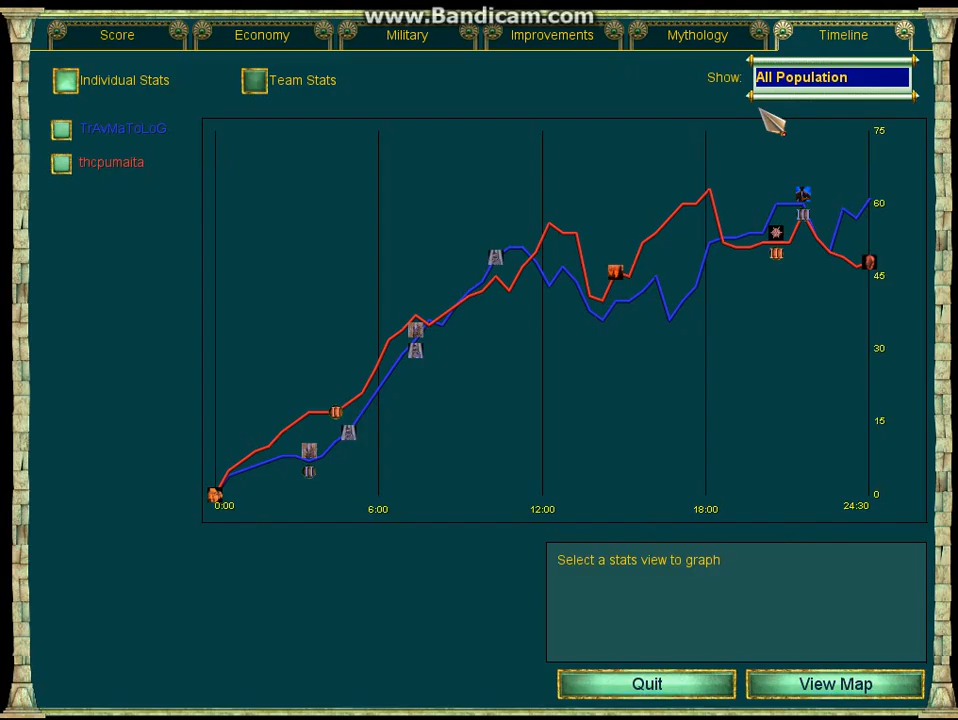 www.Bandicam.com
Score
Economy
Military
Improvements
Mythology
Timeline
Individual Stats
Team Stats
Show:
All Population
TrAvMaToLoG
thcpumaita
75
60
45
30
15
0
0:00
6:00
12:00
18:00
24:30
Select a stats view to graph
Quit
View Map